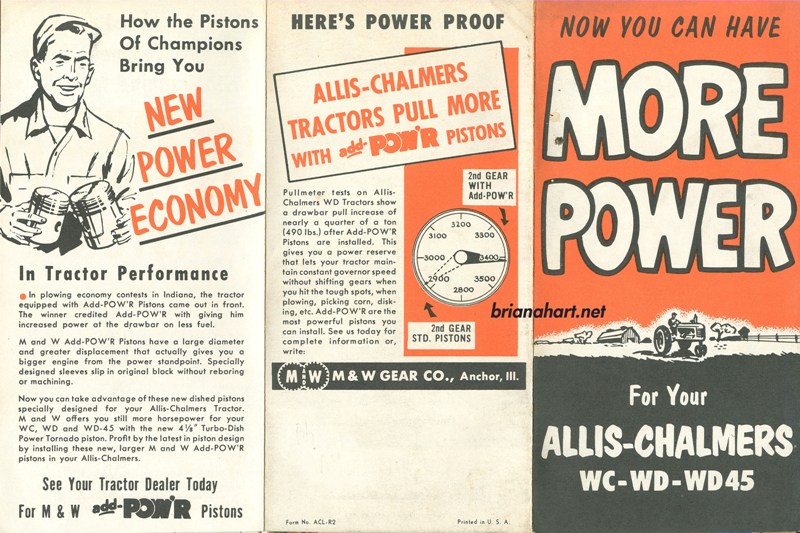 How the Pistons
Of Champions
Bring You
NEW
POWER
ECONOMY
In Tractor Performance
In plowing economy contests in Indiana, the tractor
equipped with Add-POW'R Pistons came out in front.
The winner credited Add-POW'R with giving him
increased power at the drawbar on less fuel.
M and W Add-POW'R Pistons have a large diameter
and greater displacement that actually gives you a
bigger engine from the power standpoint. Specially
designed sleeves slip in original block without reboring
or machining.
Now you can take advantage of these new dished pistons
specially designed for your Allis-Chalmers Tractor.
M and W offers you still more horsepower for your
WC, WD and WD-45 with the new 4⅛" Turbo-Dish
Power Tornado piston. Profit by the latest in piston design
by installing these new, larger M and W Add-POW'R
pistons in your Allis-Chalmers.
See Your Tractor Dealer Today
For M & W add-POW'R Pistons
HERE'S POWER PROOF
ALLIS-CHALMERS
TRACTORS PULL MORE
WITH add-POW'R PISTONS
Pullmeter tests on Allis-
Chalmers WD Tractors show
a drawbar pull increase of
nearly a quarter of a ton
(490 lbs.) after Add-POW'R
Pistons are installed. This
gives you a power reserve
that lets your tractor main-
tain constant governor speed
without shifting gears when
you hit the tough spots, when
plowing, picking corn, disk-
ing, etc. Add-POW'R are the
most powerful pistons you
can install. See us today for
complete information or,
write:
2nd GEAR
WITH
Add-POW'R
3200
3100
3300
3000
3400
2900
3500
2800
2nd GEAR
STD. PISTONS
M W M & W GEAR CO., Anchor, Ill.
Form No. ACL-R2
Printed in U. S. A.
NOW YOU CAN HAVE
MORE
POWER
brianahart.net
For Your
ALLIS-CHALMERS
WC-WD-WD45